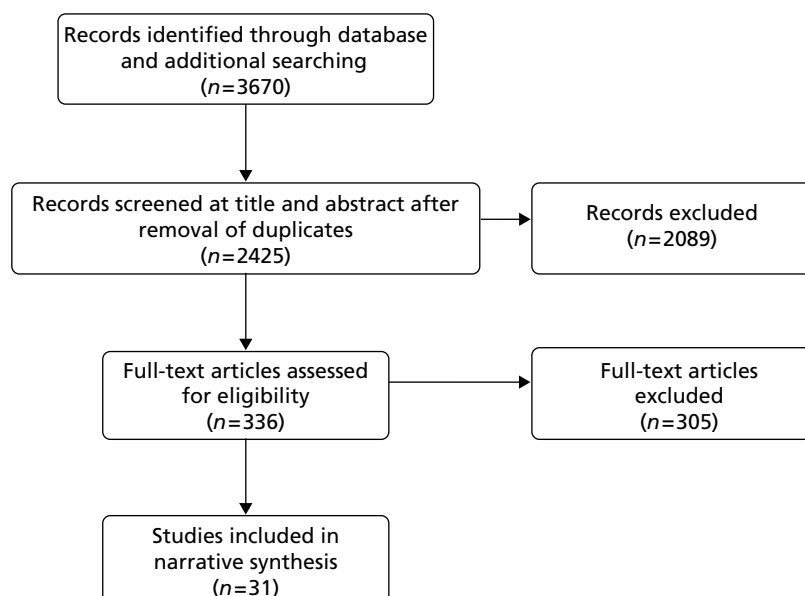 Records identified through database
and additional searching
(n=3670)
Records screened at title and abstract after
removal of duplicates
(n=2425)
Records excluded
(n=2089)
Full-text articles assessed
for eligibility
(n=336)
Full-text articles
excluded
(n=305)
Studies included in
narrative synthesis
(n=31)